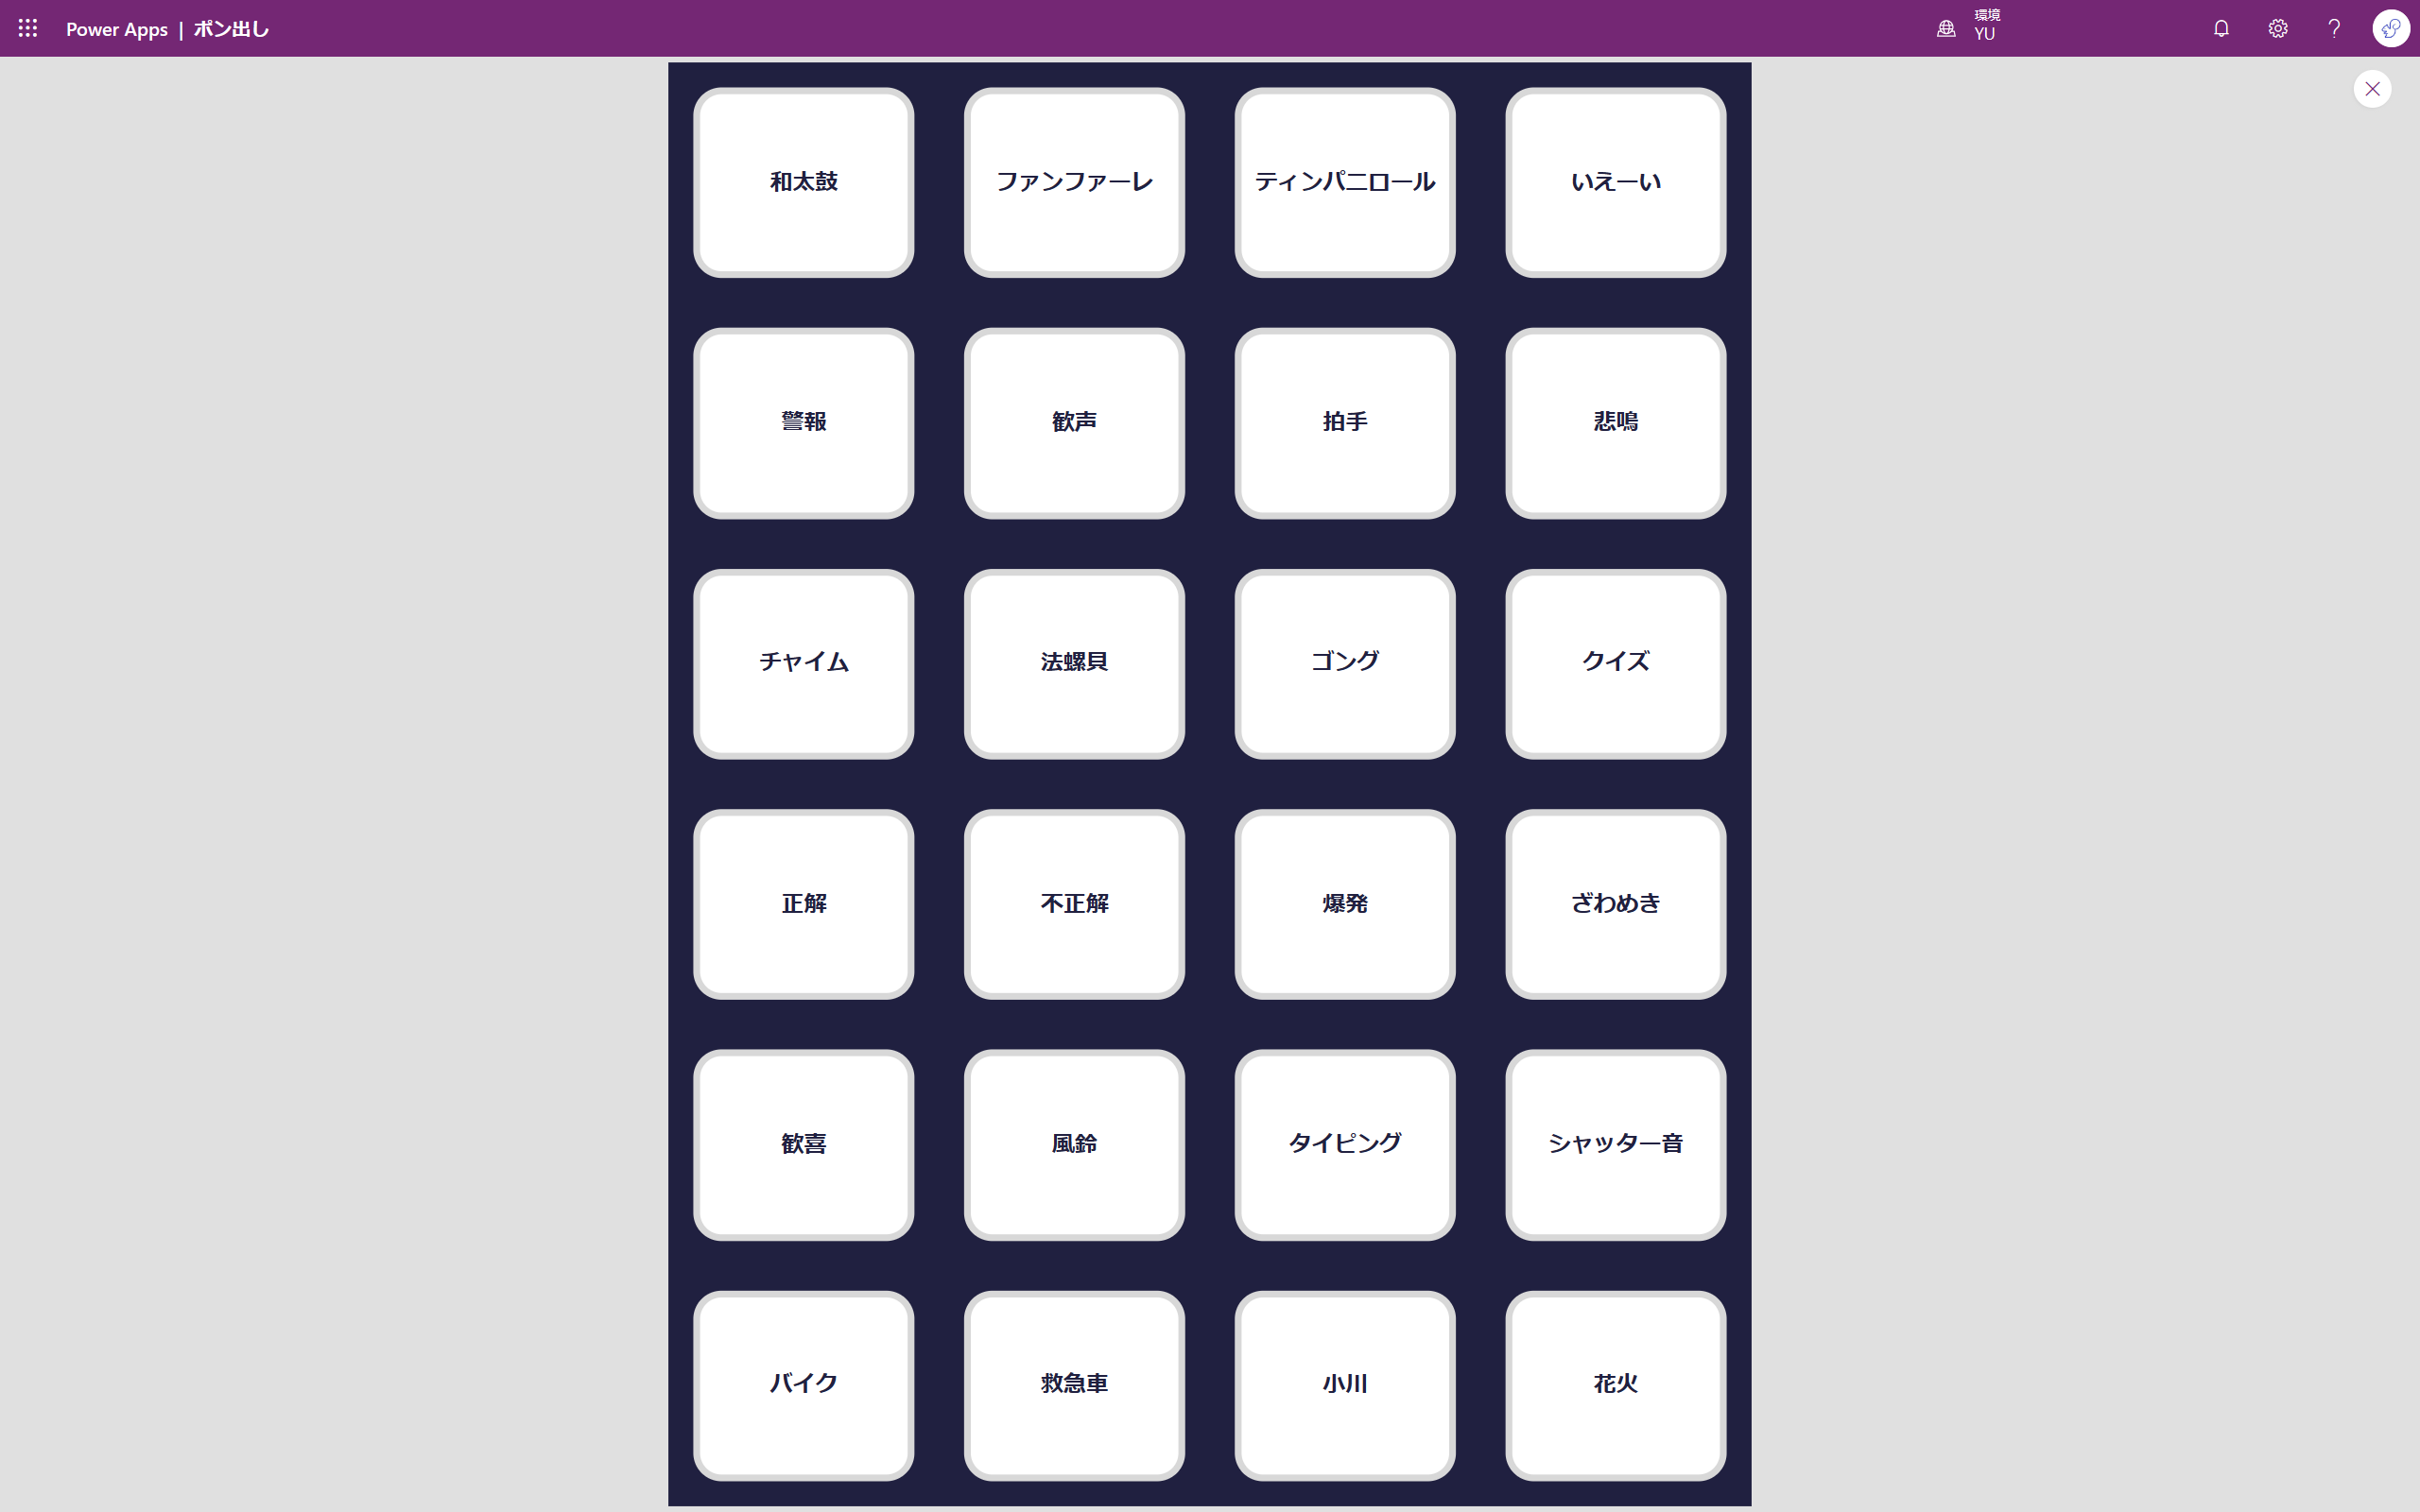 Power Apps | ポン出し
環境
YU
和太鼓
ファンファーレ
ティンパニロール
いえーい
警報
歓声
拍手
悲鳴
チャイム
法螺貝
ゴング
クイズ
正解
不正解
爆発
ざわめき
歓喜
風鈴
タイピング
シャッター音
バイク
救急車
小川
花火